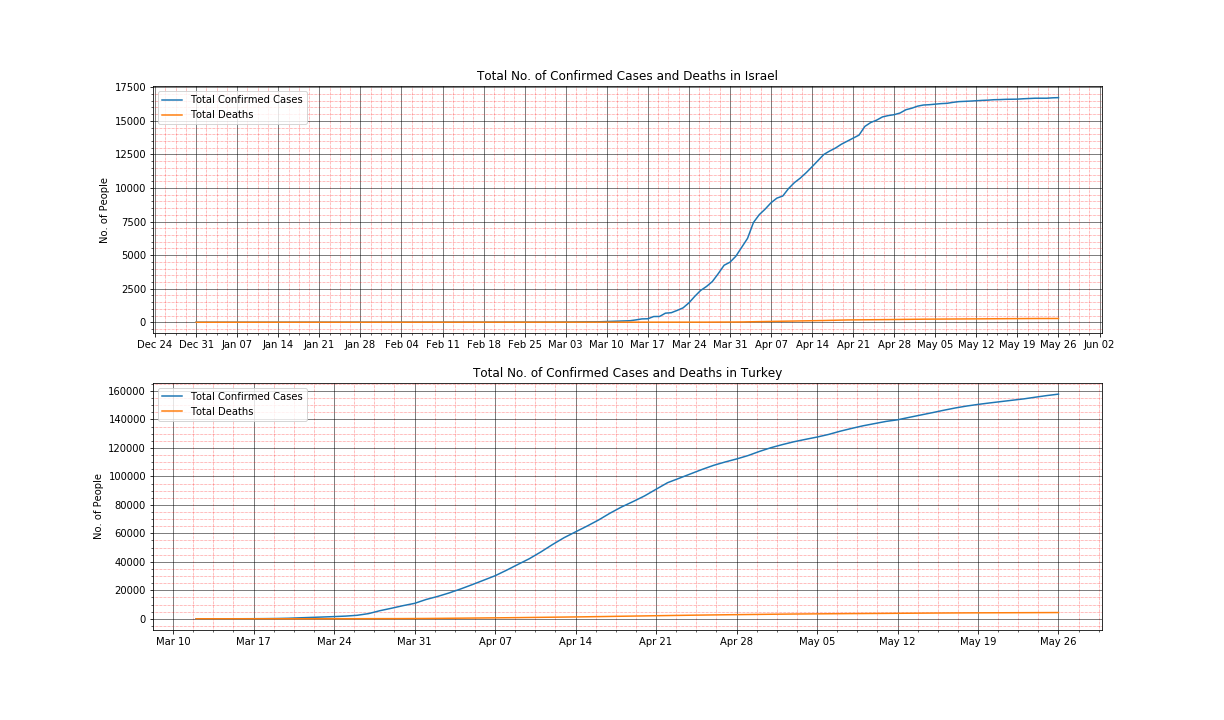 Total No. of Confirmed Cases and Deaths in Israel
17500
15000
12500
10000
7500
5000
2500
0
No. of People
Total Confirmed Cases
Total Deaths
Dec 24 Dec 31 Jan 07 Jan 14 Jan 21 Jan 28 Feb 04 Feb 11 Feb 18 Feb 25 Mar 03 Mar 10 Mar 17 Mar 24 Mar 31 Apr 07 Apr 14 Apr 21 Apr 28 May 05 May 12 May 19 May 26 Jun 02
Total No. of Confirmed Cases and Deaths in Turkey
160000
140000
120000
100000
80000
60000
40000
20000
0
No. of People
Total Confirmed Cases
Total Deaths
Mar 10 Mar 17 Mar 24 Mar 31 Apr 07 Apr 14 Apr 21 Apr 28 May 05 May 12 May 19 May 26